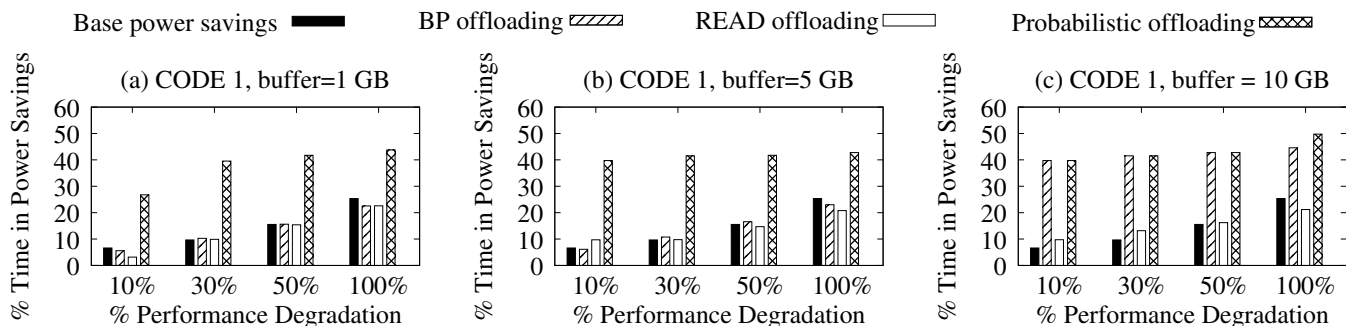 Base power savings BP offloading READ offloading Probabilistic offloading
(a) CODE 1, buffer=1 GB
% Time in Power Savings
60
50
40
30
20
10
0
10% 30% 50% 100%
% Performance Degradation
(b) CODE 1, buffer=5 GB
% Time in Power Savings
60
50
40
30
20
10
0
10% 30% 50% 100%
% Performance Degradation
(c) CODE 1, buffer = 10 GB
% Time in Power Savings
60
50
40
30
20
10
0
10% 30% 50% 100%
% Performance Degradation